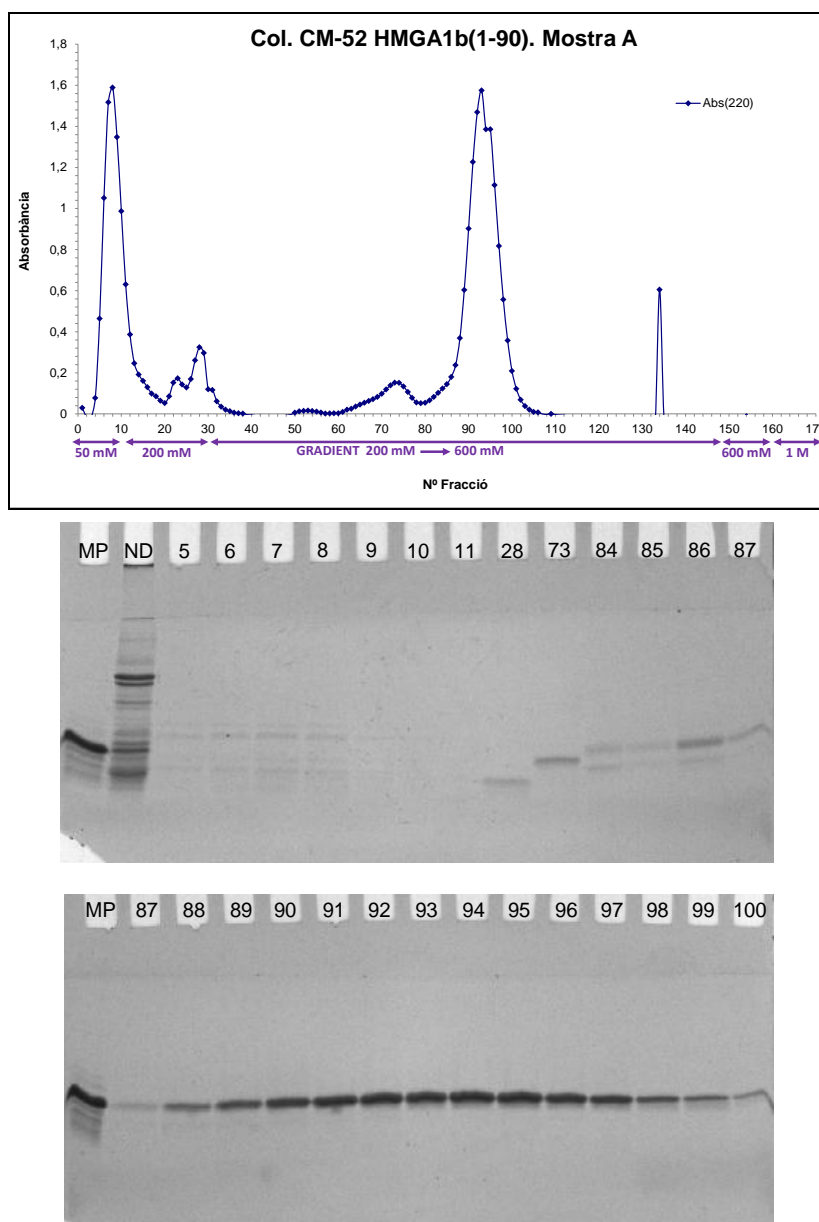 Col. CM-52 HMGA1b(1-90). Mostra A
1,8
1,6
1,4
1,2
1
0,8
0,6
0,4
0,2
0
Absorbància
Abs(220)
0 10 20 30 40 50 60 70 80 90 100 110 120 130 140 150 160 17
50 mM 200 mM GRADIENT 200 mM 600 mM 600 mM 1 M
Nº Fracció
MP ND 5 6 7 8 9 10 11 28 73 84 85 86 87
MP 87 88 89 90 91 92 93 94 95 96 97 98 99 100